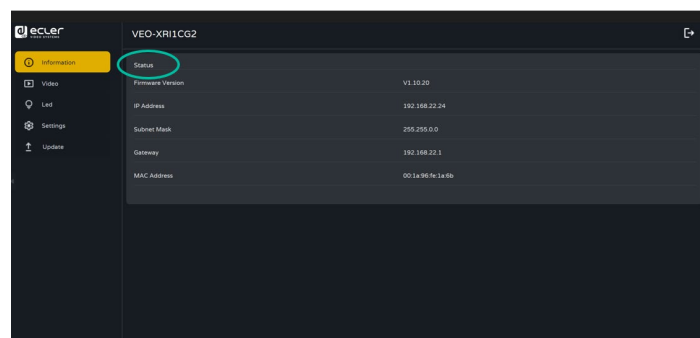 ecler
VIDEO SYSTEMS
VEO-XRI1CG2
Information
Video
Led
Settings
Update
Status
Firmware Version V1.10.20
IP Address 192.168.22.24
Subnet Mask 255.255.0.0
Gateway 192.168.22.1
MAC Address 00:1a:96:fe:1a:6b